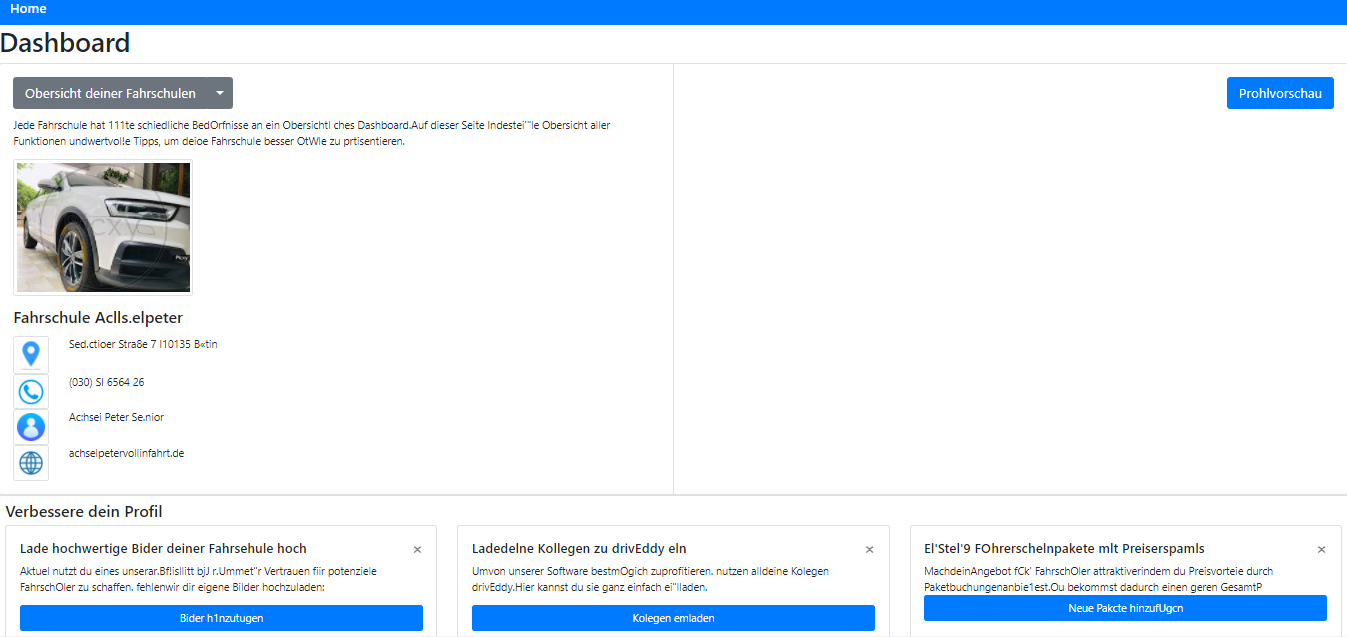 Home
Dashboard
Obersicht deiner Fahrschulen
Prohlvorschau
Jede Fahrschule hat 111te schiedliche BedOrfnisse an ein Obersichtl ches Dashboard.Auf dieser Seite Indestei'"le Obersicht aller
Funktionen undwertvolle Tipps, um deioe Fahrschule besser OtWle zu prtisentieren.
Picxy
Fahrschule Aclls.elpeter
Sed.ctioer Straße 7 l10135 B«tin
(030) SI 6564 26
Ac:hsei Peter Se.nior
achselpetervollinfahrt.de
Verbessere dein Profil
Lade hochwertige Bider deiner Fahrsehule hoch
×
Aktuel nutzt du eines unserar.Bf!isllitt bjJ r.Ummet"r Vertrauen fiir potenziele
FahrschOler zu schaffen, fehlenwir dir eigene Bilder hochzuladen:
Bider h1nzutugen
Ladedelne Kollegen zu drivEddy eln
×
Umvon unserer Software bestmOgich zuprofitieren, nutzen alldeine Kolegen
drivEddy.Hier kannst du sie ganz einfach ei"lladen.
Kolegen emladen
El'Stel'9 FOhrerschelnpakete mlt Preiserspamls
×
MachdeinAngebot fCk' FahrschOler attraktiverindem du Preisvorteie durch
Paketbuchungenanbie1est.Ou bekommst dadurch einen geren GesamtP
Neue Pakcte hinzufUgcn